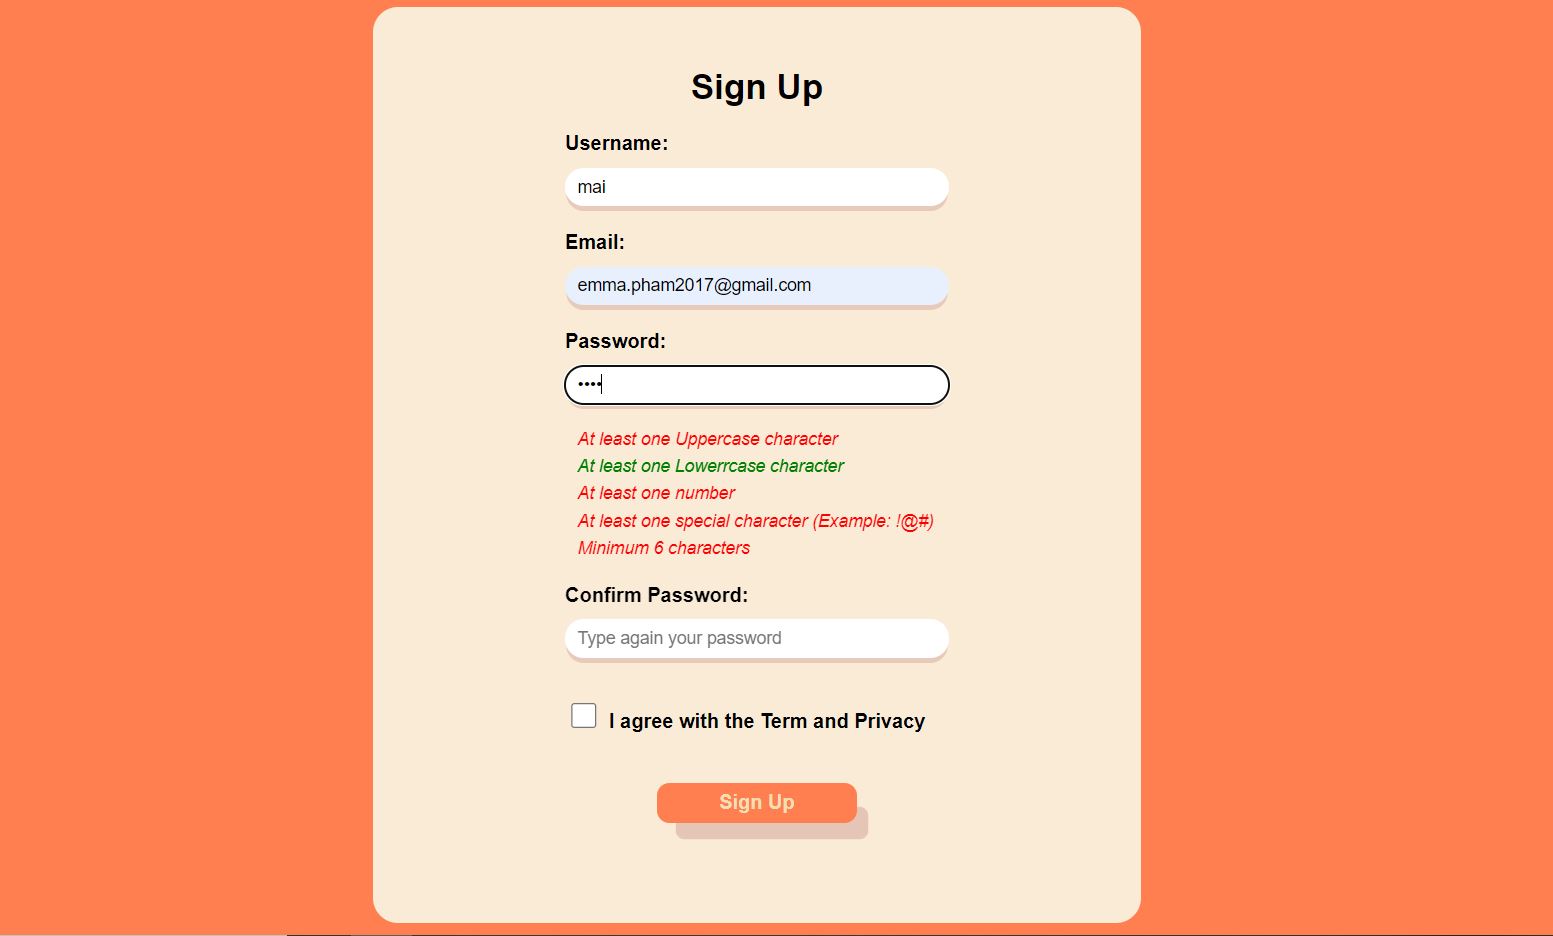 Sign Up
Username:
mai
Email:
emma.pham2017@gmail.com
Password:
••••
At least one Uppercase character
At least one Lowerrcase character
At least one number
At least one special character (Example: !@#)
Minimum 6 characters
Confirm Password:
Type again your password
I agree with the Term and Privacy
Sign Up